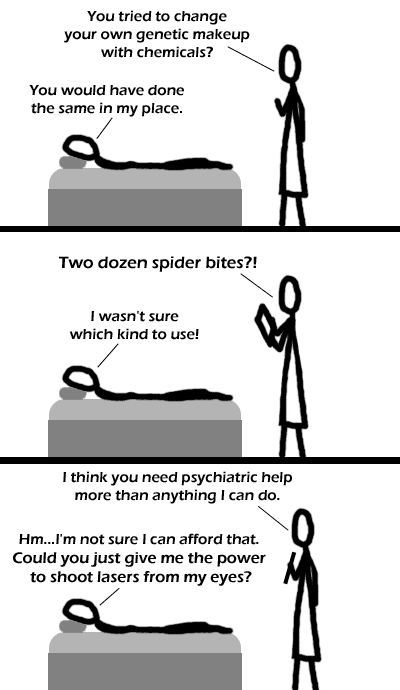 You tried to change
your own genetic makeup
with chemicals?
You would have done
the same in my place.
Two dozen spider bites?!
I wasn't sure
which kind to use!
I think you need psychiatric help
more than anything I can do.
Hm...I'm not sure I can afford that.
Could you just give me the power
to shoot lasers from my eyes?